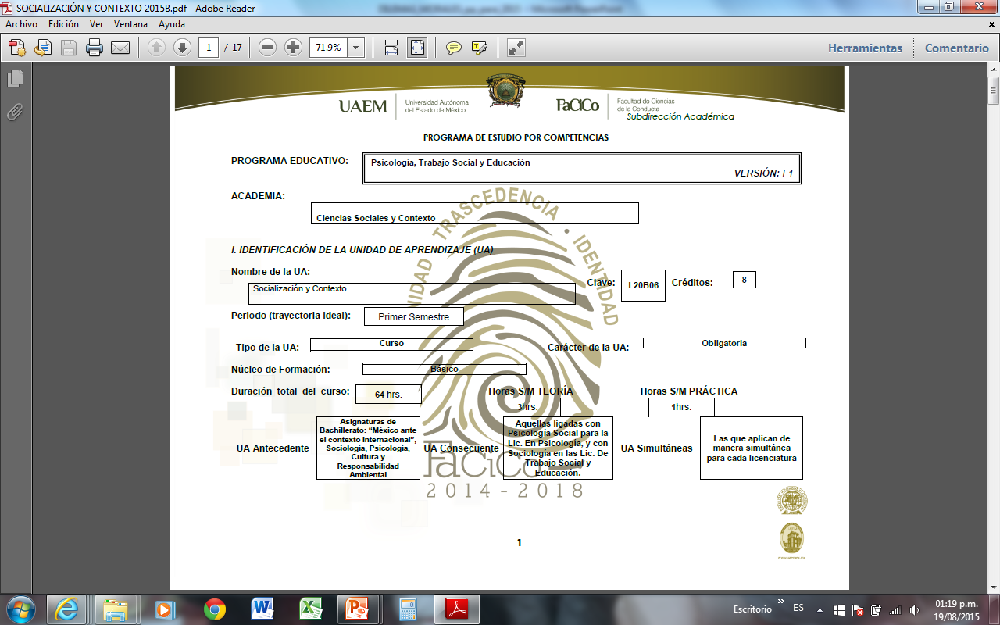 SOCIALIZACIÓN Y CONTEXTO 2015B.pdf - Adobe Reader
Archivo Edición Ver Ventana Ayuda
1 / 17 71.9% Herramientas Comentario
UAEM Universidad Autónoma
del Estado de México
FaCiCo Facultad de Ciencias
de la Conducta
Subdirección Académica
PROGRAMA DE ESTUDIO POR COMPETENCIAS
PROGRAMA EDUCATIVO: Psicología, Trabajo Social y Educación
VERSIÓN: F1
ACADEMIA:
Ciencias Sociales y Contexto
TRASCEDENCIA • IDENTIDAD
I. IDENTIFICACIÓN DE LA UNIDAD DE APRENDIZAJE (UA)
Nombre de la UA:
Socialización y Contexto
Clave: L20B06 Créditos: 8
Periodo (trayectoria ideal): Primer Semestre
Tipo de la UA: Curso Carácter de la UA: Obligatoria
Núcleo de Formación: Básico
Duración total del curso: 64 hrs. Horas S/M TEORÍA Horas S/M PRÁCTICA
3hrs. 1hrs.
UA Antecedente
Asignaturas de
Bachillerato: “México ante
el contexto internacional”,
Sociología, Psicología,
Cultura y
Responsabilidad
Ambiental
UA Consecuente
Aquellas ligadas con
Psicología Social para la
Lic. En Psicología, y con
Sociología en las Lic. De
Trabajo Social y
Educación.
UA Simultáneas
Las que aplican de
manera simultánea
para cada licenciatura
FaCiCo
2014-2018
1
Escritorio » ES 01:19 p.m.
19/08/2015